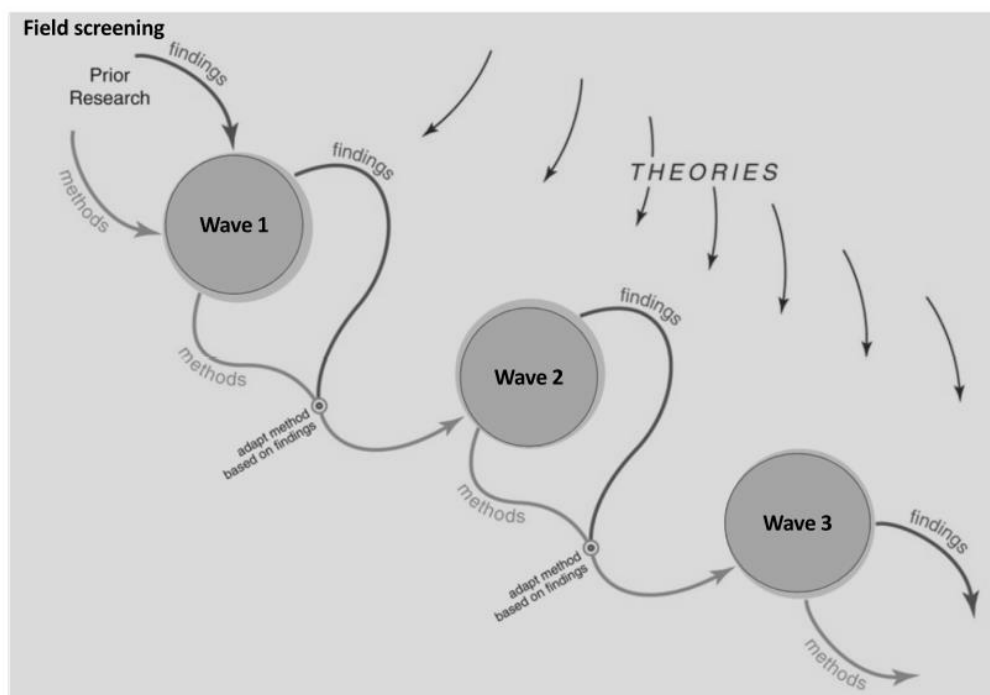 Field screening
findings
Prior
Research
methods
findings
Wave 1
THEORIES
methods
findings
adapt method
based on findings
Wave 2
methods
findings
Wave 3
adapt method
based on findings
methods